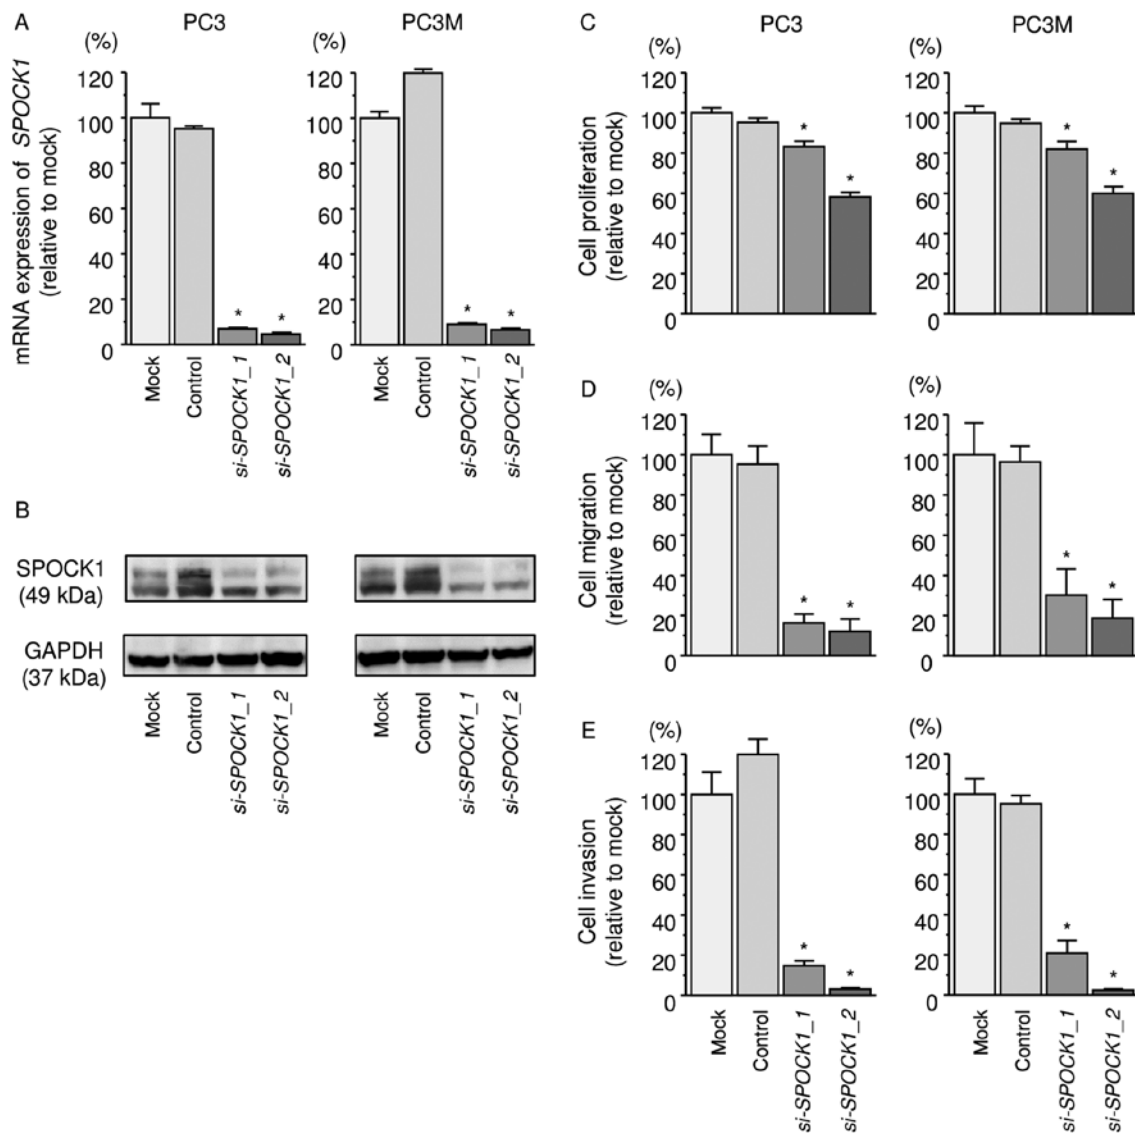 A
PC3
PC3M
(%)
(%)
mRNA expression of SPOCK1
(relative to mock)
120
100
80
60
40
20
0
*
*
120
100
80
60
40
20
0
*
*
Mock
Control
si-SPOCK1_1
si-SPOCK1_2
Mock
Control
si-SPOCK1_1
si-SPOCK1_2
B
SPOCK1
(49 kDa)
GAPDH
(37 kDa)
Mock
Control
si-SPOCK1_1
si-SPOCK1_2
Mock
Control
si-SPOCK1_1
si-SPOCK1_2
C
PC3
PC3M
(%)
(%)
Cell proliferation
(relative to mock)
120
100
80
60
40
20
0
*
*
120
100
80
60
40
20
0
*
*
D
(%)
(%)
Cell migration
(relative to mock)
120
100
80
60
40
20
0
*
*
120
100
80
60
40
20
0
*
*
E
(%)
(%)
Cell invasion
(relative to mock)
120
100
80
60
40
20
0
*
*
120
100
80
60
40
20
0
*
*
Mock
Control
si-SPOCK1_1
si-SPOCK1_2
Mock
Control
si-SPOCK1_1
si-SPOCK1_2